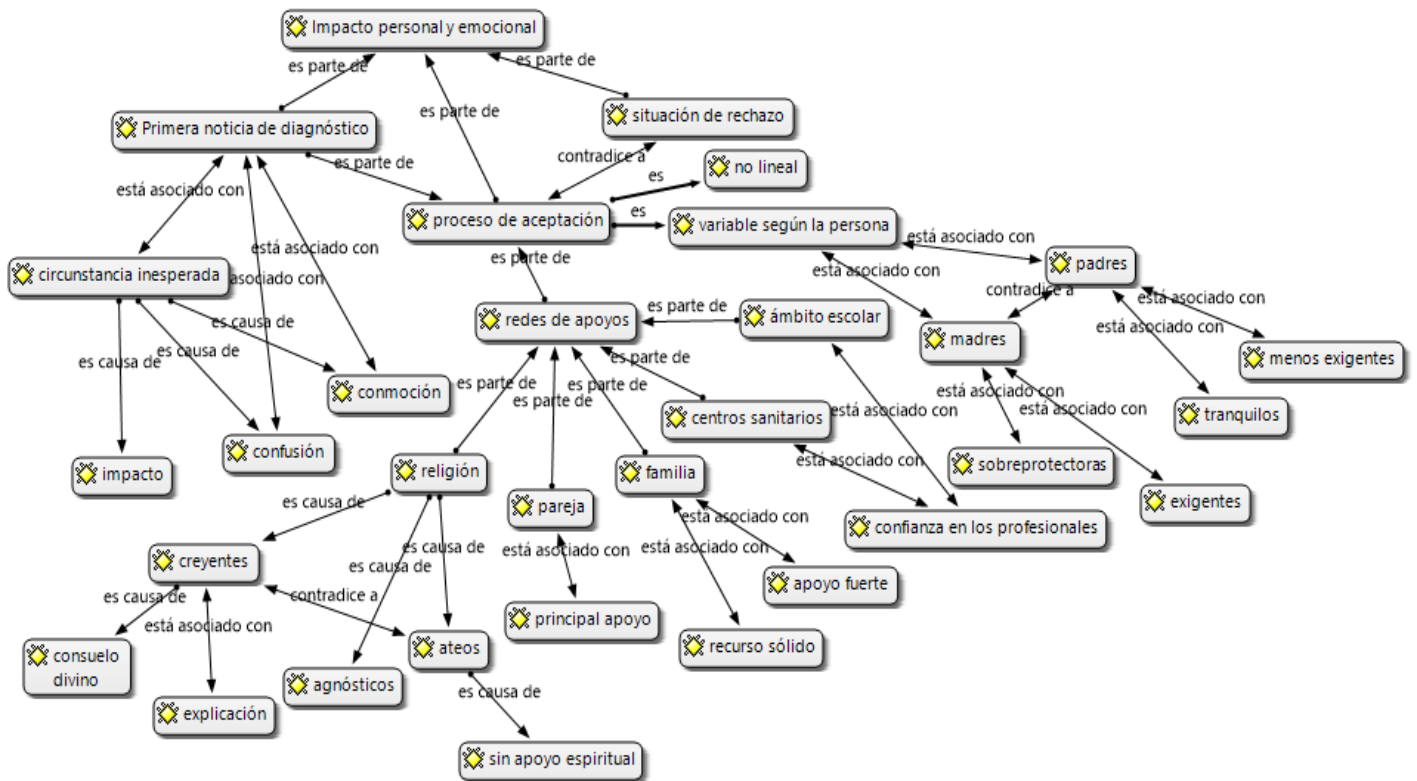 Impacto personal y emocional
es parte de
es parte de
es parte de
Primera noticia de diagnóstico
situación de rechazo
es parte de
contradice a
no lineal
es
está asociado con
proceso de aceptación
es
variable según la persona
está asociado con
está asociado con
padres
circunstancia inesperada
asociado con
es parte de
está asociado con
contradice a
está asociado con
es causa de
redes de apoyos
es parte de
ámbito escolar
está asociado con
madres
es causa de
es causa de
menos exigentes
conmoción
es parte de
es parte de
es parte de
es parte de
está asociado con
está asociado con
tranquilos
centros sanitarios
está asociado con
confusión
impacto
religión
familia
está asociado con
sobreprotectoras
es causa de
pareja
está asociado con
confianza en los profesionales
exigentes
es causa de
es causa de
está asociado con
está asociado con
creyentes
apoyo fuerte
es causa de
contradice a
está asociado con
principal apoyo
consuelo
divino
ateos
recurso sólido
agnósticos
es causa de
explicación
sin apoyo espiritual